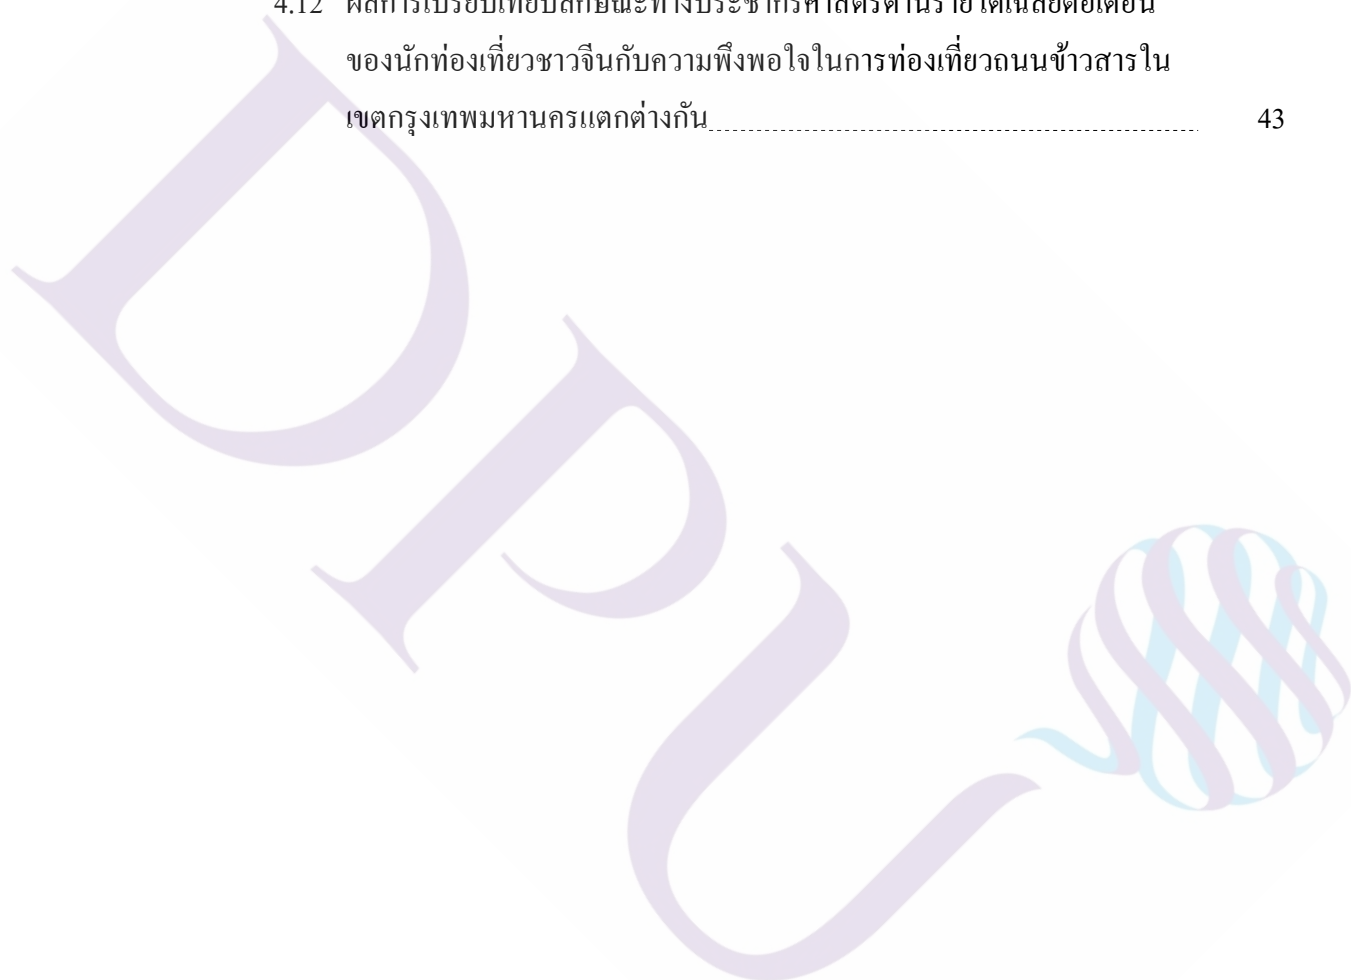 4.12 ผลการเปรียบเทียบลักษณะทางประชากรศาสตร์ด้านรายได้เฉลี่ยต่อเดือน
ของนักท่องเที่ยวชาวจีนกับความพึงพอใจในการท่องเที่ยวถนนข้าวสารใน
เขตกรุงเทพมหานครแตกต่างกัน 43
DPU